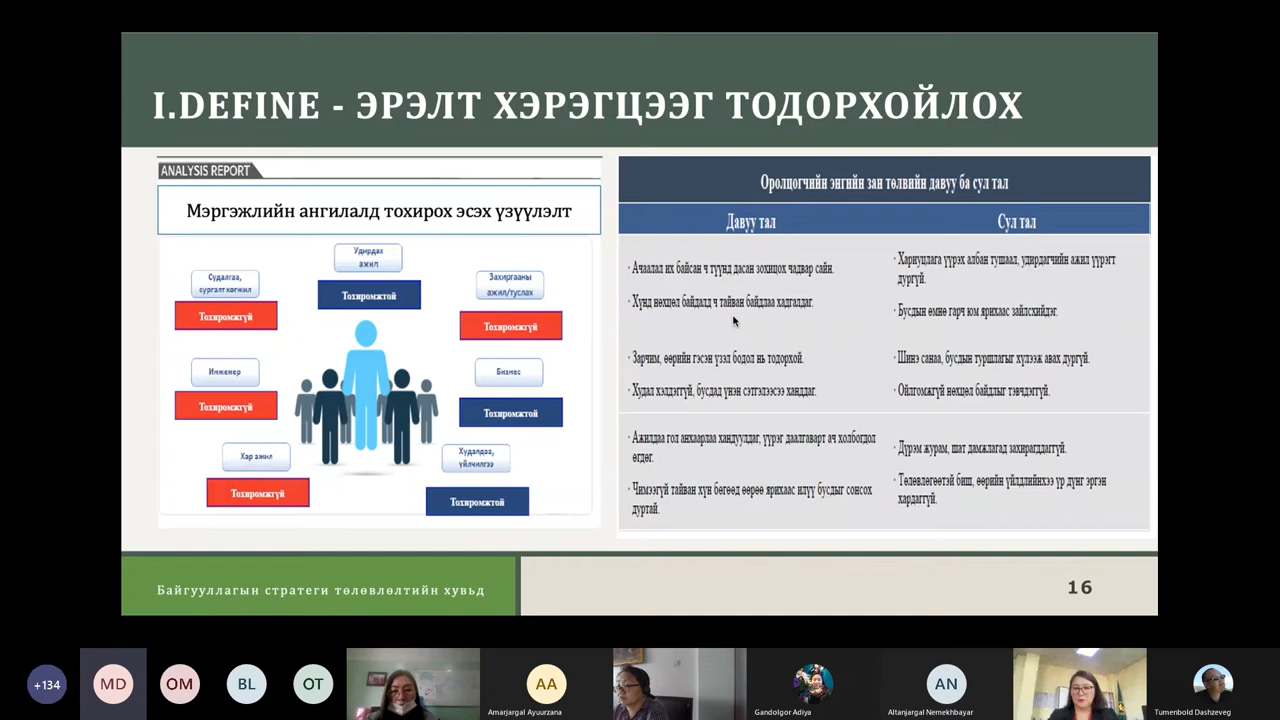 I.DEFINE - ЭРЭЛТ ХЭРЭГЦЭЭГ ТОДОРХОЙЛОХ
ANALYSIS REPORT
Мэргэжлийн ангилалд тохирох эсэх үзүүлэлт
Удирдах
ажил
Тохиромжтой
Судалгаа,
сургалт хөгжил
Тохиромжгүй
Захиргааны
ажил/туслах
Тохиромжгүй
Инженер
Тохиромжгүй
Бизнес
Тохиромжтой
Хар ажил
Тохиромжгүй
Худалдаа,
үйлчилгээ
Тохиромжтой
Оролцогчийн энгийн зан төлвийн давуу ба сул тал
Давуу тал
Сул тал
· Ачаалал их байсан ч түүнд дасан зохицох чадвар сайн.
· Хүнд нөхцөл байдалд ч тайван байдлаа хадгалдаг.
· Хариуцлага үүрэх албан тушаал, удирдагчийн ажил үүрэгт
дургүй.
· Бусдын өмнө гарч юм ярихаас зайлсхийдэг.
· Зарчим, өөрийн гэсэн үзэл бодол нь тодорхой.
· Худал хэлдэггүй, бусдад үнэн сэтгэлээсээ ханддаг.
· Шинэ санаа, бусдын туршлагыг хүлээж авах дургүй.
· Ойлгомжгүй нөхцөл байдлыг тэвчдэггүй.
· Ажилдаа гол анхаарлаа хандуулдаг, үүрэг даалгаварт ач холбогдол
өгдөг.
· Чимээгүй тайван хүн бөгөөд өөрөө ярихаас илүү бусдыг сонсох
дуртай.
· Дүрэм журам, шат дамжлагад захирагддаггүй.
· Төлөвлөгөөтэй биш, өөрийн үйлдлийнхээ үр дүнг эргэн
хардаггүй.
Байгууллагын стратеги төлөвлөлтийн хувьд
16
+134
MD
OM
BL
OT
AA
Amarjargal Ayuurzana
Gandolgor Adiya
AN
Altanjargal Nemekhbayar
Tumenbold Dashzeveg